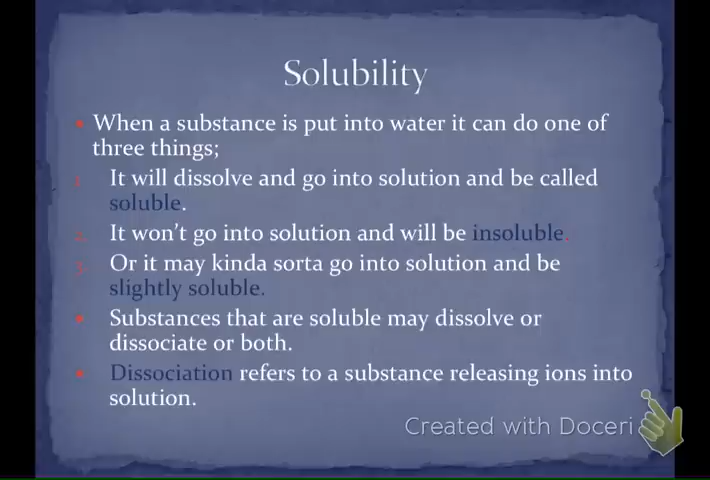 Solubility
• When a substance is put into water it can do one of
three things;
1. It will dissolve and go into solution and be called
soluble.
2. It won't go into solution and will be insoluble.
3. Or it may kinda sorta go into solution and be
slightly soluble.
• Substances that are soluble may dissolve or
dissociate or both.
• Dissociation refers to a substance releasing ions into
solution.
Created with Doceri